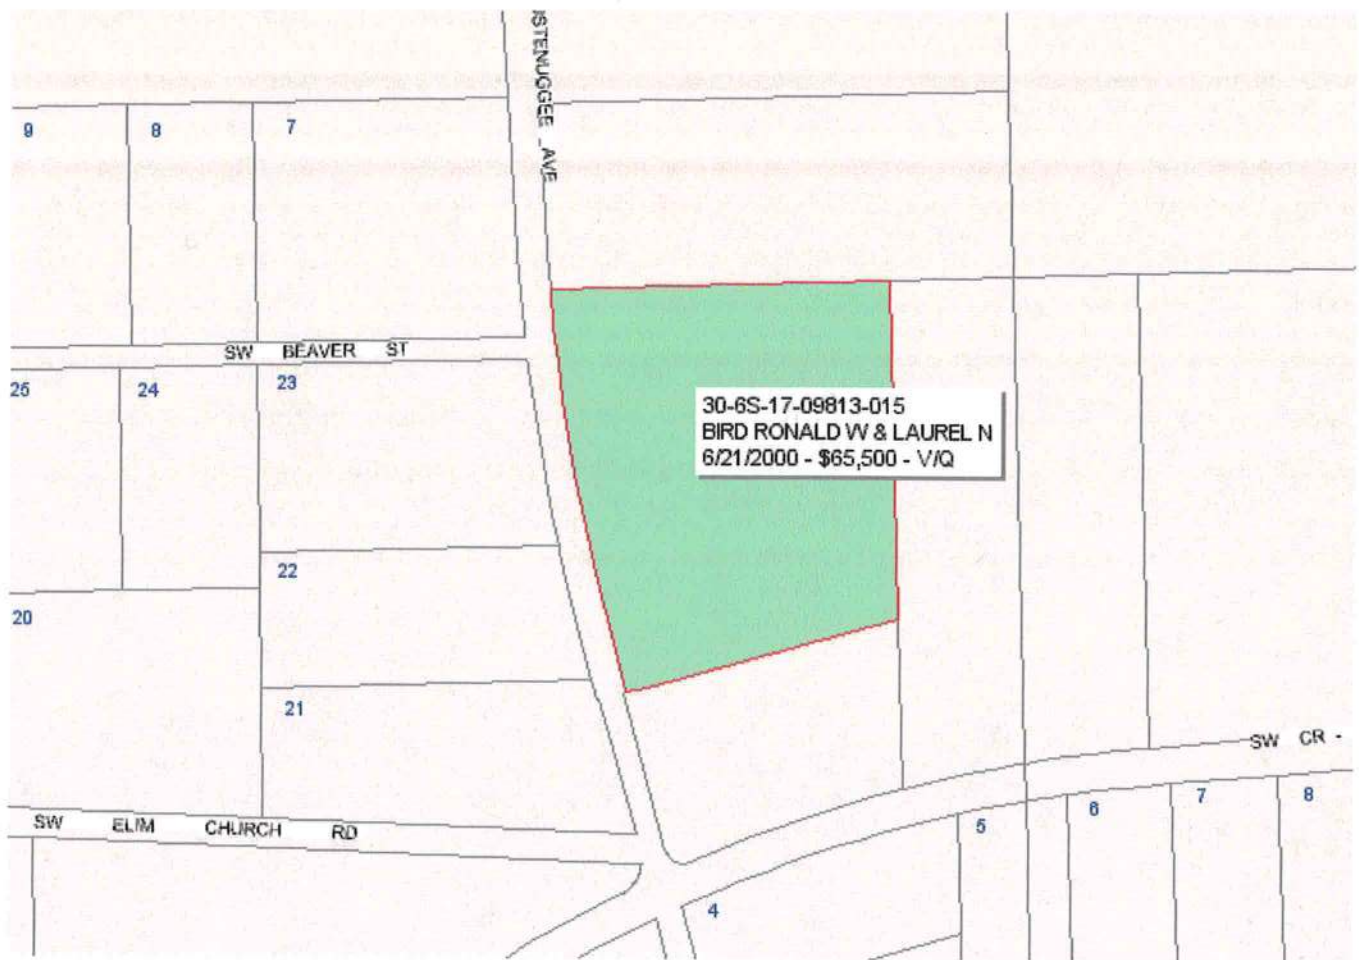 ISTENUGGEE AVE
9 8 7
SW BEAVER ST
25 24 23
30-6S-17-09813-015
BIRD RONALD W & LAUREL N
6/21/2000 - $65,500 - V/Q
22
20
21
SW CR -
SW ELIM CHURCH RD
5 6 7 8
4